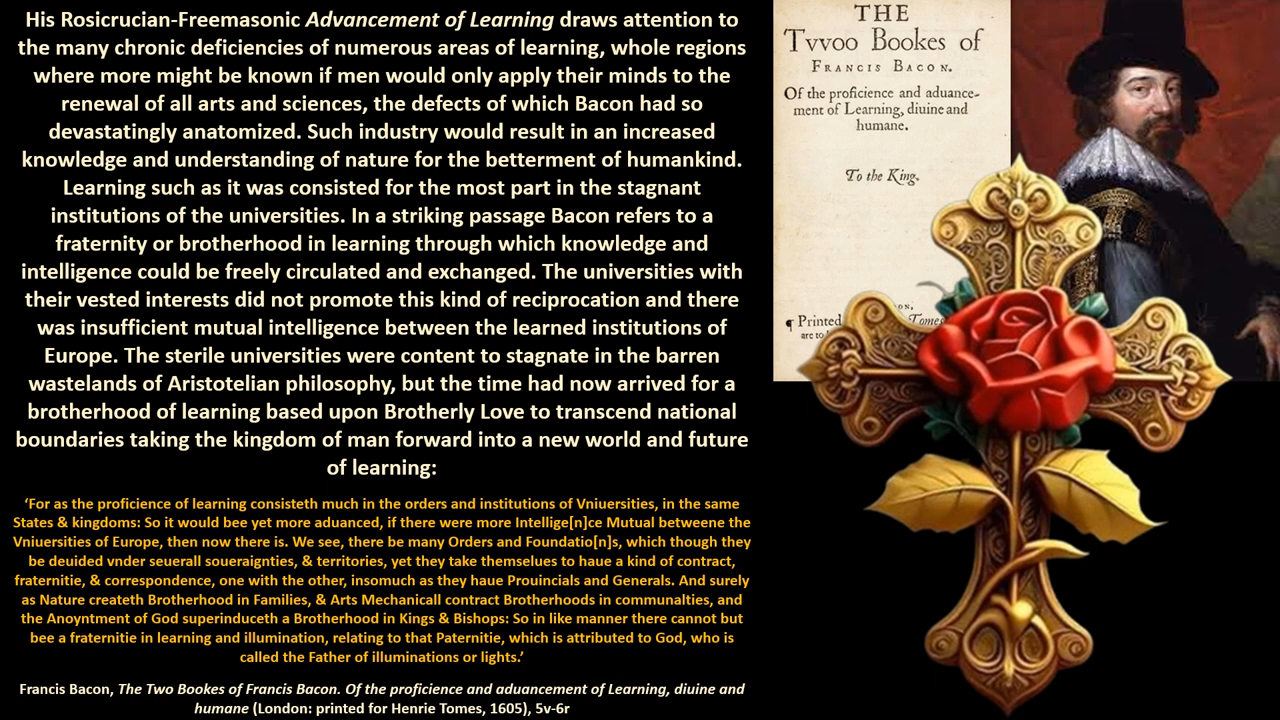 His Rosicrucian-Freemasonic Advancement of Learning draws attention to
the many chronic deficiencies of numerous areas of learning, whole regions
where more might be known if men would only apply their minds to the
renewal of all arts and sciences, the defects of which Bacon had so
devastatingly anatomized. Such industry would result in an increased
knowledge and understanding of nature for the betterment of humankind.
Learning such as it was consisted for the most part in the stagnant
institutions of the universities. In a striking passage Bacon refers to a
fraternity or brotherhood in learning through which knowledge and
intelligence could be freely circulated and exchanged. The universities with
their vested interests did not promote this kind of reciprocation and there
was insufficient mutual intelligence between the learned institutions of
Europe. The sterile universities were content to stagnate in the barren
wastelands of Aristotelian philosophy, but the time had now arrived for a
brotherhood of learning based upon Brotherly Love to transcend national
boundaries taking the kingdom of man forward into a new world and future
of learning:
‘For as the proficience of learning consisteth much in the orders and institutions of Vniuersities, in the same
States & kingdoms: So it would bee yet more aduanced, if there were more Intellige[n]ce Mutual betweene the
Vniuersities of Europe, then now there is. We see, there be many Orders and Foundatio[n]s, which though they
be deuided vnder seuerall soueraignties, & territories, yet they take themselues to haue a kind of contract,
fraternitie, & correspondence, one with the other, insomuch as they haue Prouincials and Generals. And surely
as Nature createth Brotherhood in Families, & Arts Mechanicall contract Brotherhoods in communalties, and
the Anoyntment of God superinduceth a Brotherhood in Kings & Bishops: So in like manner there cannot but
bee a fraternitie in learning and illumination, relating to that Paternitie, which is attributed to God, who is
called the Father of illuminations or lights.’
Francis Bacon, The Two Bookes of Francis Bacon. Of the proficience and aduancement of Learning, diuine and
humane (London: printed for Henrie Tomes, 1605), 5v-6r
THE
Tvvoo Bookes of
FRANCIS BACON.
Of the proficience and aduance-
ment of Learning, diuine and
humane.
To the King.
ON,
¶ Printed Tomes
are to